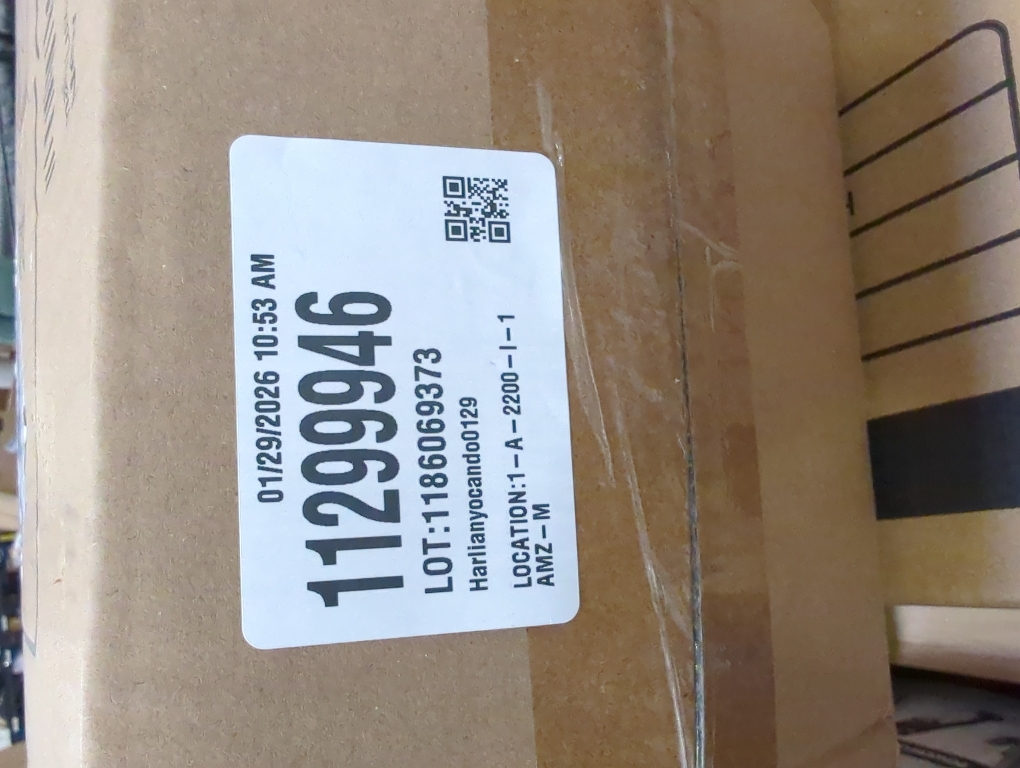 01/29/2026 10:53 AM
11299946
LOT:1186069373
Harlianyocando0129
LOCATION:1-A-2200-I-1
AMZ-M